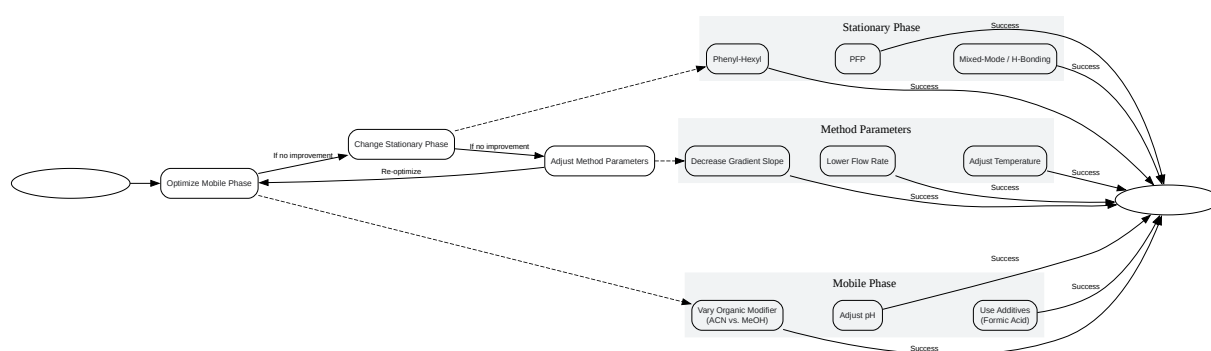 Stationary Phase
Success
Phenyl-Hexyl
PFP
Mixed-Mode / H-Bonding
Success
Success
Method Parameters
Change Stationary Phase
If no improvement
If no improvement
Adjust Method Parameters
Decrease Gradient Slope
Lower Flow Rate
Adjust Temperature
Re-optimize
Success
Optimize Mobile Phase
Success
Success
Success
Mobile Phase
Success
Vary Organic Modifier
(ACN vs. MeOH)
Adjust pH
Use Additives
(Formic Acid)
Success